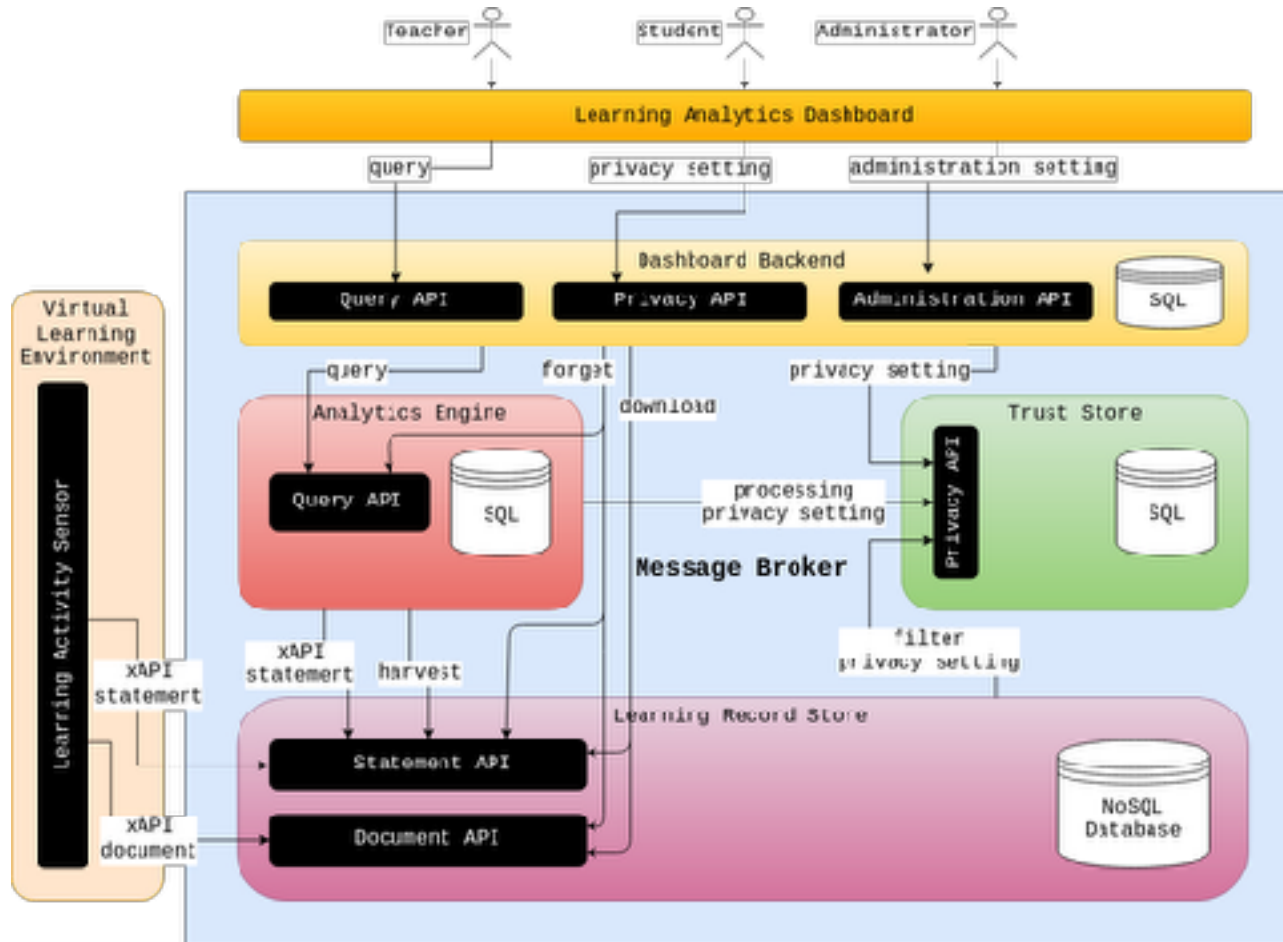 Teacher
Student
Administrator
Learning Analytics Dashboard
query
privacy setting
administration setting
Dashboard Backend
Query API
Privacy API
Administration API
SQL
Virtual
Learning
Environment
query
forget
privacy setting
download
Analytics Engine
Trust Store
Query API
SQL
Privacy API
SQL
processing
privacy setting
Message Broker
Learning Activity Sensor
xAPI
statement
xAPI
statement
harvest
filter
privacy setting
Learning Record Store
Statement API
NoSQL
Database
xAPI
document
Document API